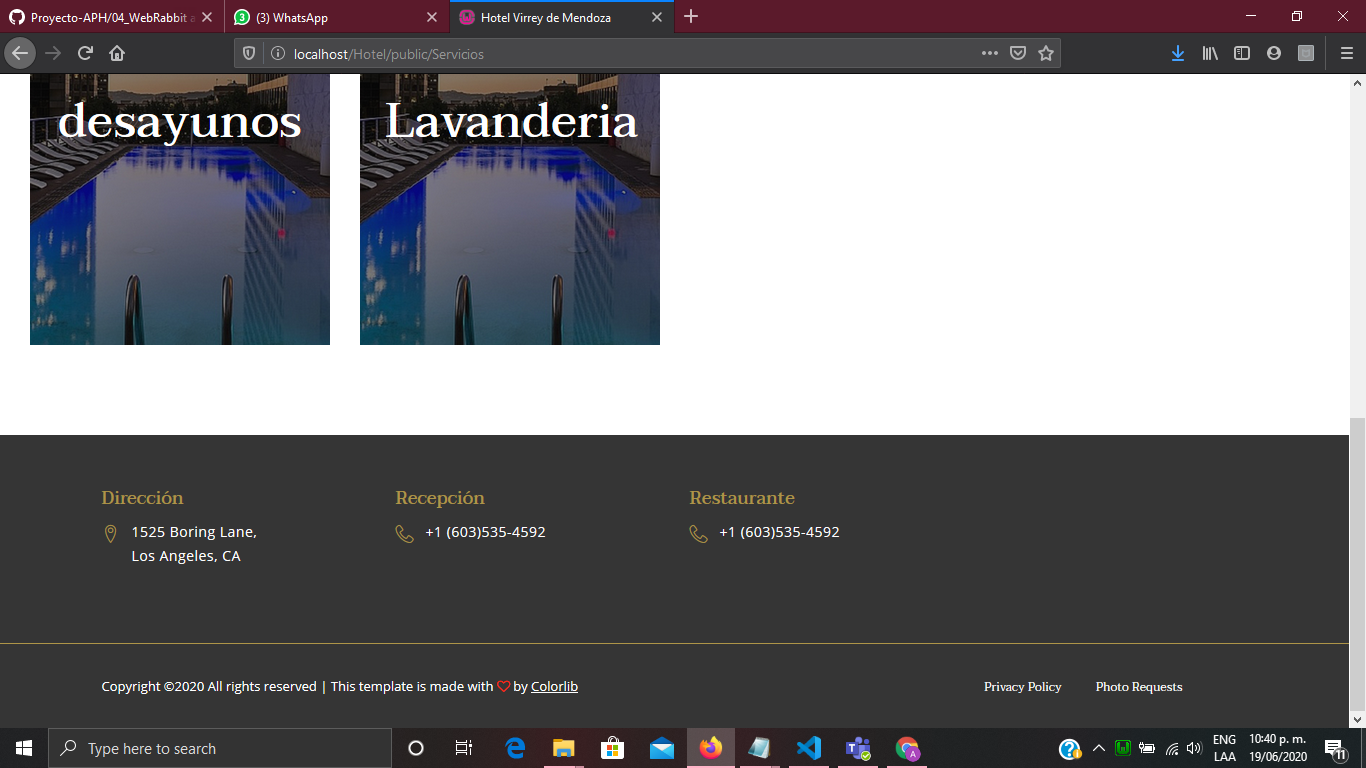 Proyecto-APH/04_WebRabbit a
(3) WhatsApp
Hotel Virrey de Mendoza
localhost/Hotel/public/Servicios
desayunos
Lavanderia
Dirección
1525 Boring Lane,
Los Angeles, CA
Recepción
+1 (603)535-4592
Restaurante
+1 (603)535-4592
Copyright ©2020 All rights reserved | This template is made with by Colorlib
Privacy Policy
Photo Requests
Type here to search
ENG
LAA
10:40 p. m.
19/06/2020
11